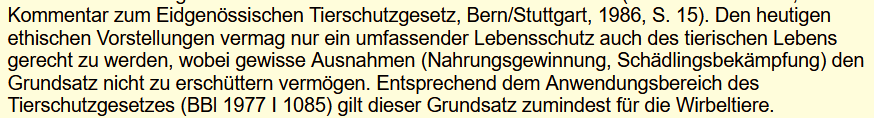 Kommentar zum Eidgenössischen Tierschutzgesetz, Bern/Stuttgart, 1986, S. 15). Den heutigen
ethischen Vorstellungen vermag nur ein umfassender Lebensschutz auch des tierischen Lebens
gerecht zu werden, wobei gewisse Ausnahmen (Nahrungsgewinnung, Schädlingsbekämpfung) den
Grundsatz nicht zu erschüttern vermögen. Entsprechend dem Anwendungsbereich des
Tierschutzgesetzes (BBl 1977 I 1085) gilt dieser Grundsatz zumindest für die Wirbeltiere.